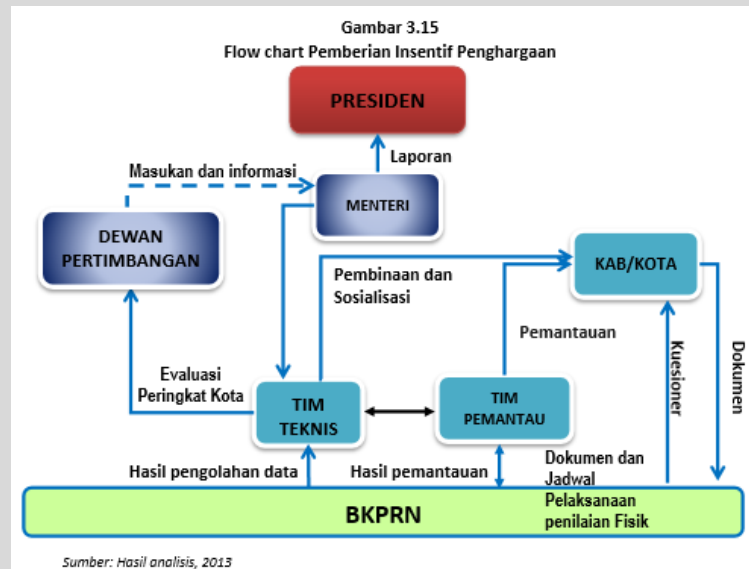 Gambar 3.15
Flow chart Pemberian Insentif Penghargaan
PRESIDEN
Laporan
Masukan dan informasi
MENTERI
DEWAN
PERTIMBANGAN
KAB/KOTA
Pembinaan dan
Sosialisasi
Pemantauan
Kuesioner
Dokumen
Evaluasi
Peringkat Kota
TIM
TEKNIS
TIM
PEMANTAU
Hasil pengolahan data
Hasil pemantauan
Dokumen dan
Jadwal
Pelaksanaan
penilaian Fisik
BKPRN
Sumber: Hasil analisis, 2013